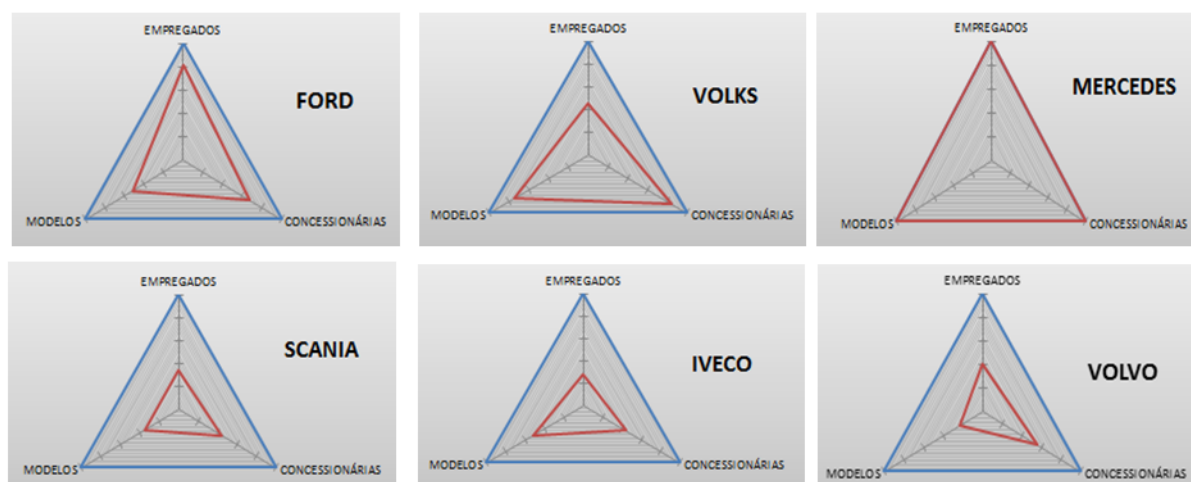 EMPREGADOS
FORD
MODELOS
CONCESSIONÁRIAS
EMPREGADOS
VOLKS
MODELOS
CONCESSIONÁRIAS
EMPREGADOS
MERCEDES
MODELOS
CONCESSIONÁRIAS
EMPREGADOS
SCANIA
MODELOS
CONCESSIONÁRIAS
EMPREGADOS
IVECO
MODELOS
CONCESSIONÁRIAS
EMPREGADOS
VOLVO
MODELOS
CONCESSIONÁRIAS